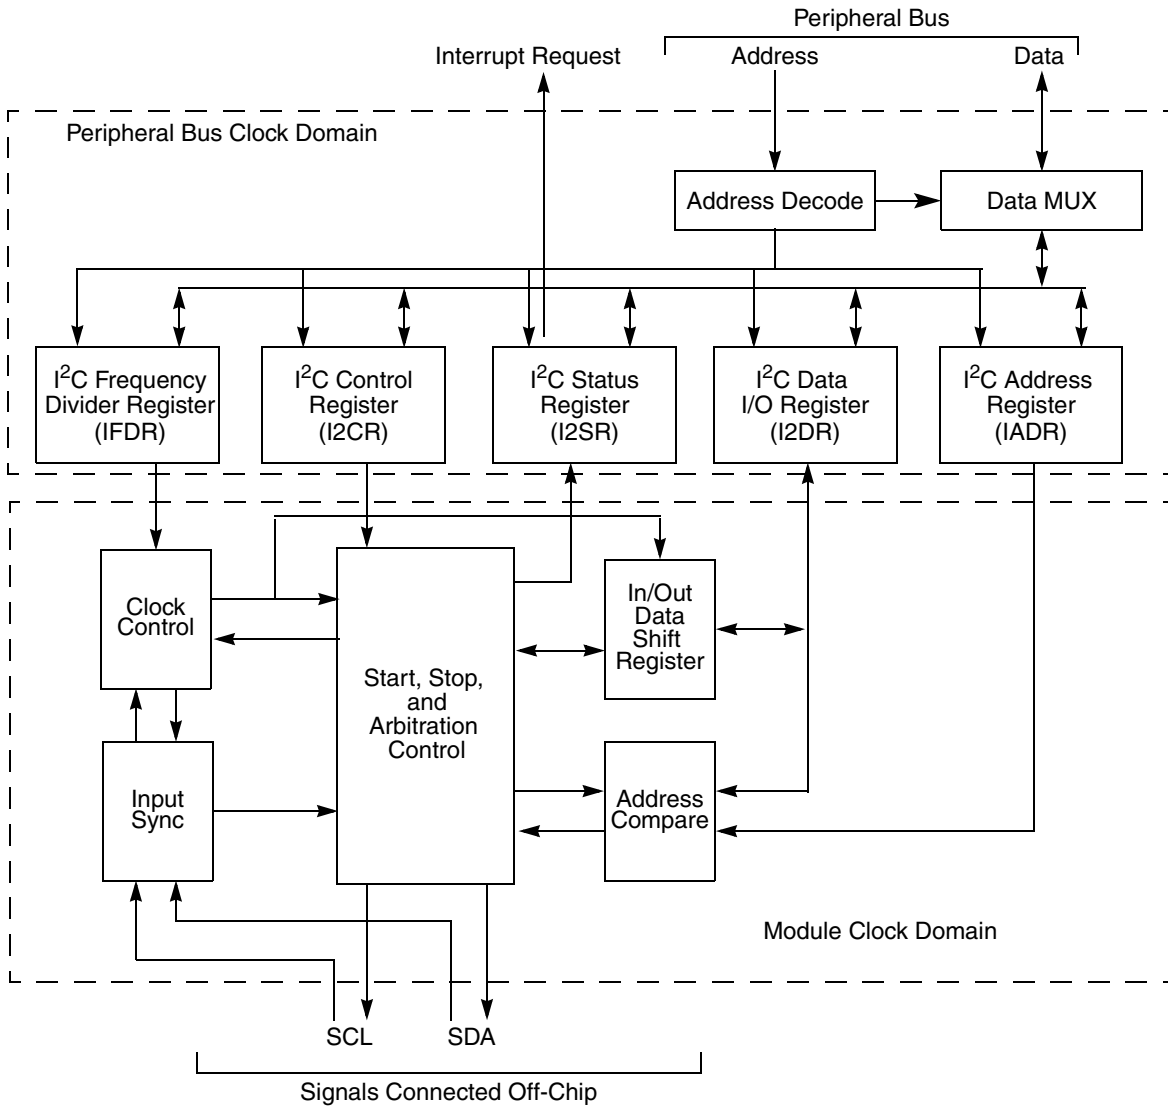 Peripheral Bus
Interrupt Request
Address
Data
Peripheral Bus Clock Domain
Address Decode
Data MUX
I²C Frequency
Divider Register
(IFDR)
I²C Control
Register
(I2CR)
I²C Status
Register
(I2SR)
I²C Data
I/O Register
(I2DR)
I²C Address
Register
(IADR)
Clock
Control
In/Out
Data
Shift
Register
Start, Stop,
and
Arbitration
Control
Input
Sync
Address
Compare
Module Clock Domain
SCL
SDA
Signals Connected Off-Chip